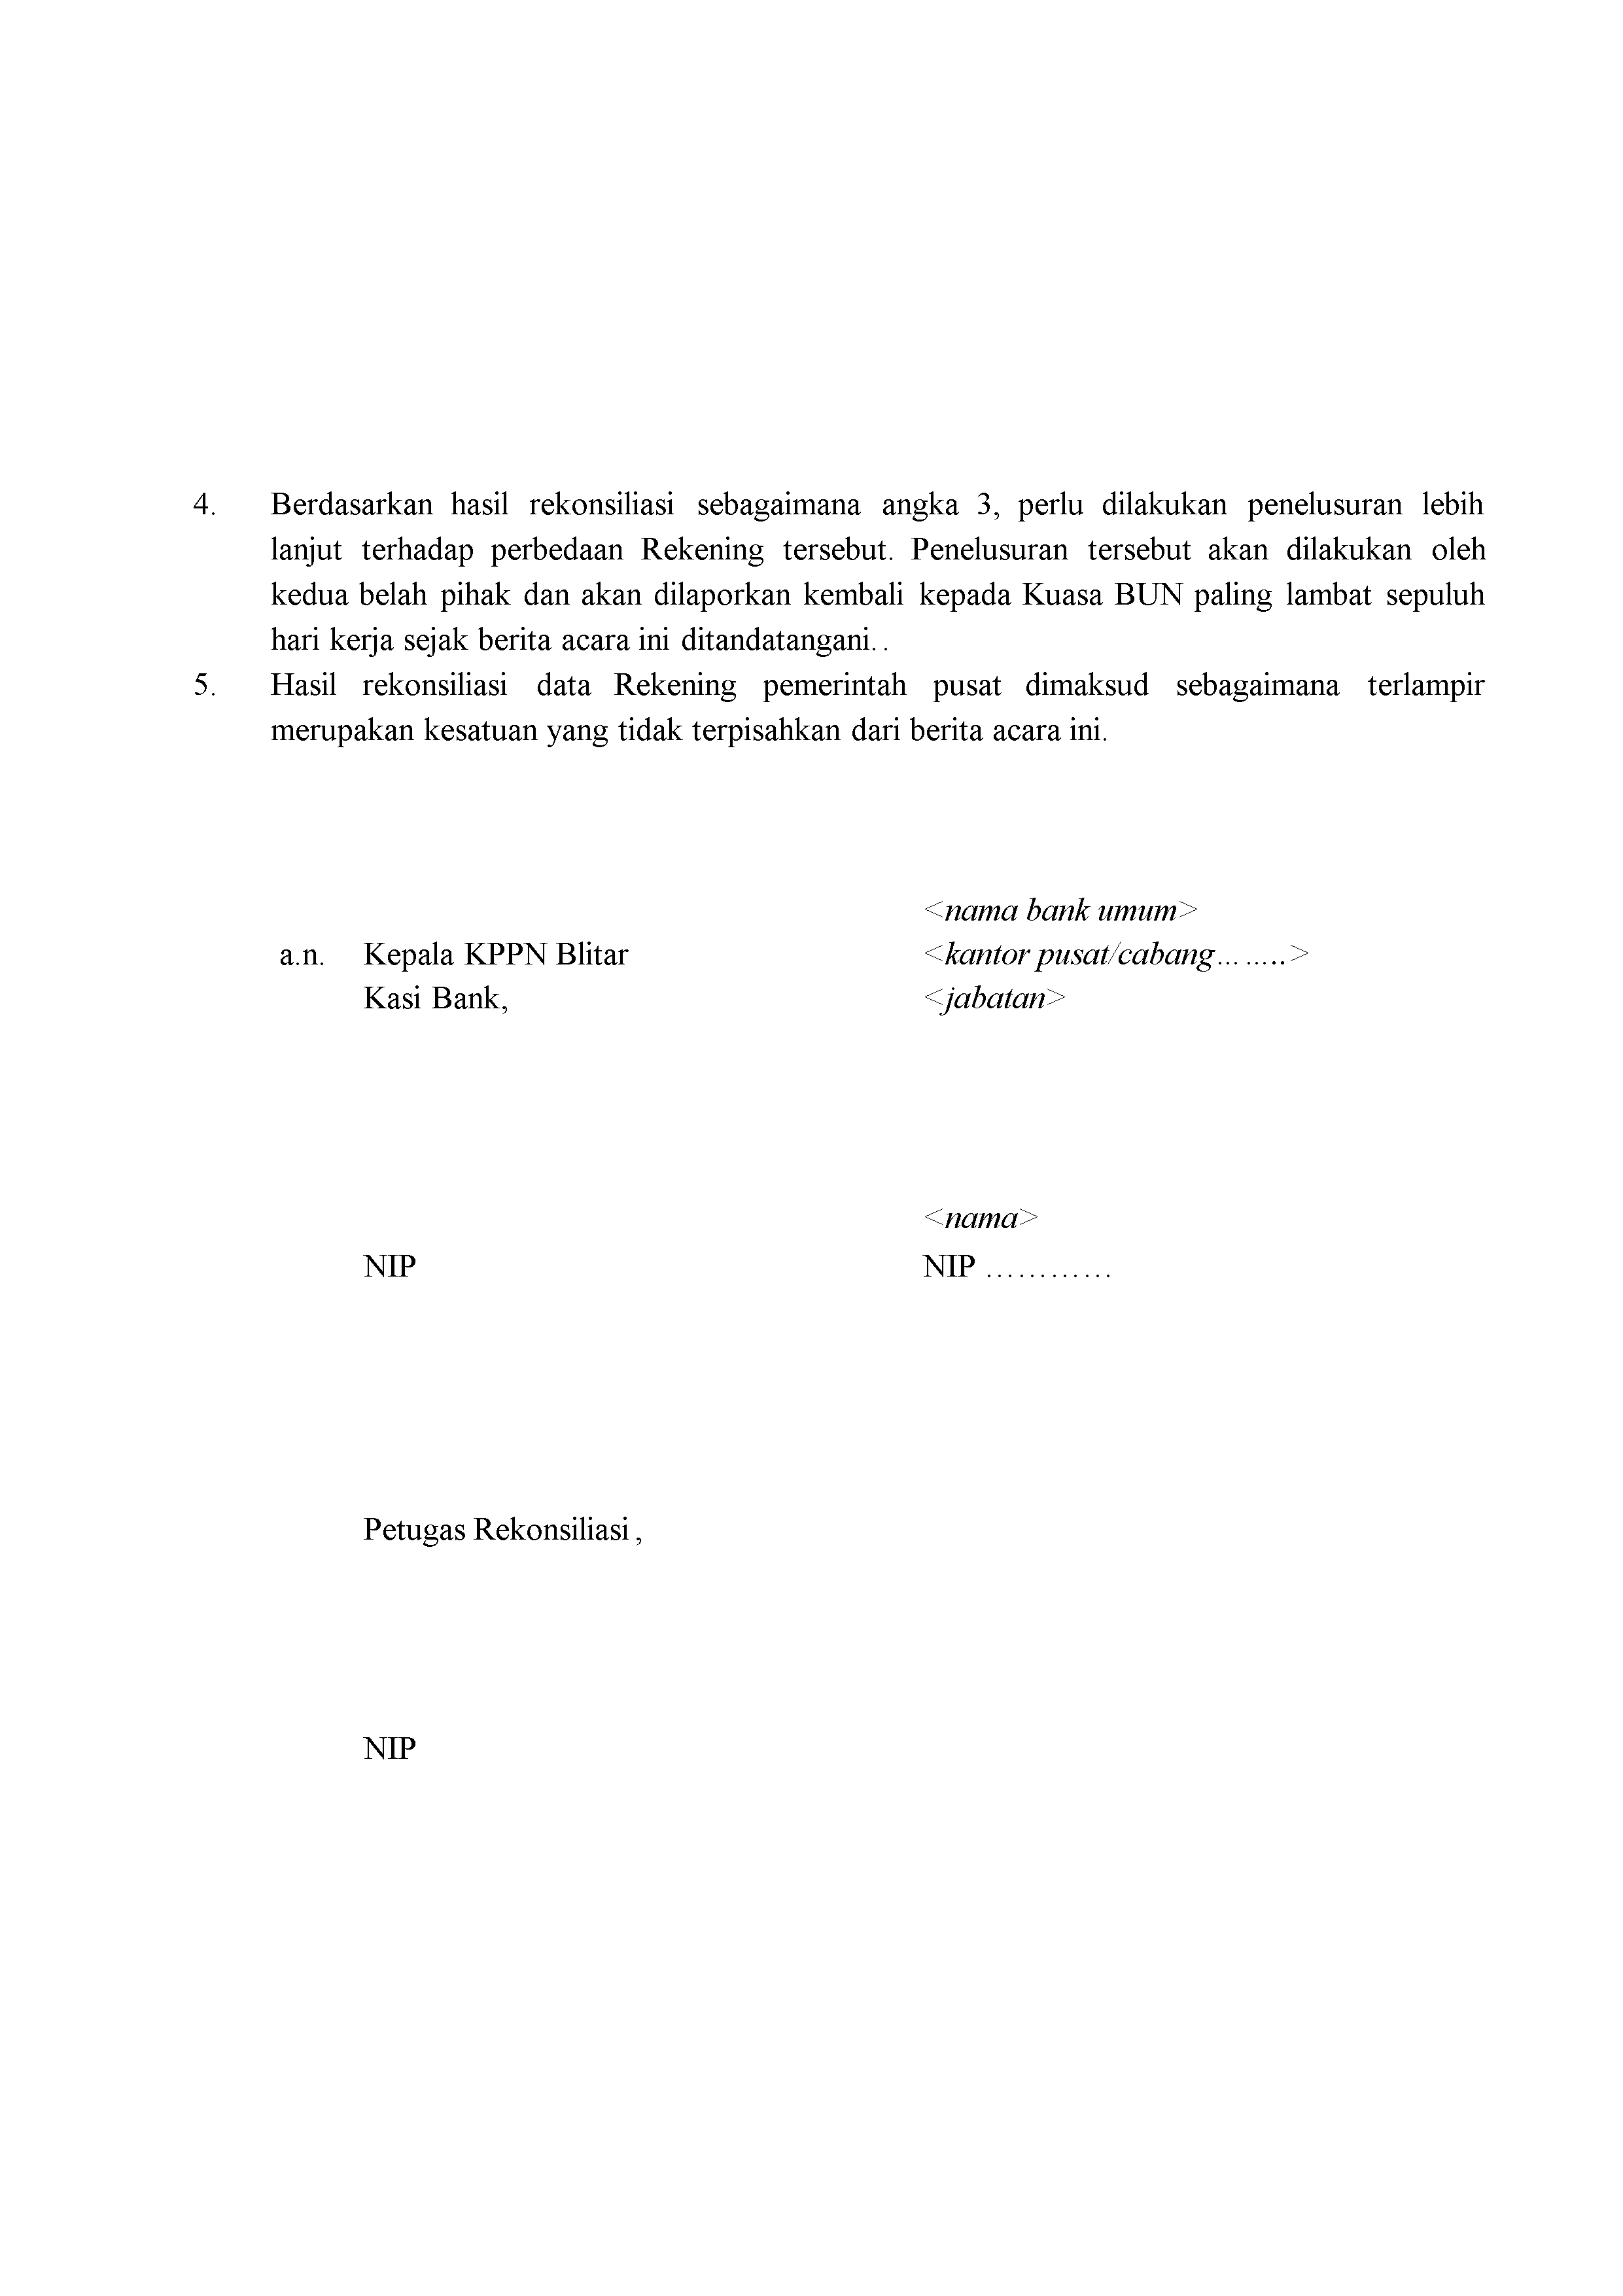 4. Berdasarkan hasil rekonsiliasi sebagaimana angka 3, perlu dilakukan penelusuran lebih
lanjut terhadap perbedaan Rekening tersebut. Penelusuran tersebut akan dilakukan oleh
kedua belah pihak dan akan dilaporkan kembali kepada Kuasa BUN paling lambat sepuluh
hari kerja sejak berita acara ini ditandatangani. .
5. Hasil rekonsiliasi data Rekening pemerintah pusat dimaksud sebagaimana terlampir
merupakan kesatuan yang tidak terpisahkan dari berita acara ini.
<nama bank umum>
a.n. Kepala KPPN Blitar <kantor pusat/cabang……..>
Kasi Bank, <jabatan>
<nama>
NIP NIP …………
Petugas Rekonsiliasi ,
NIP